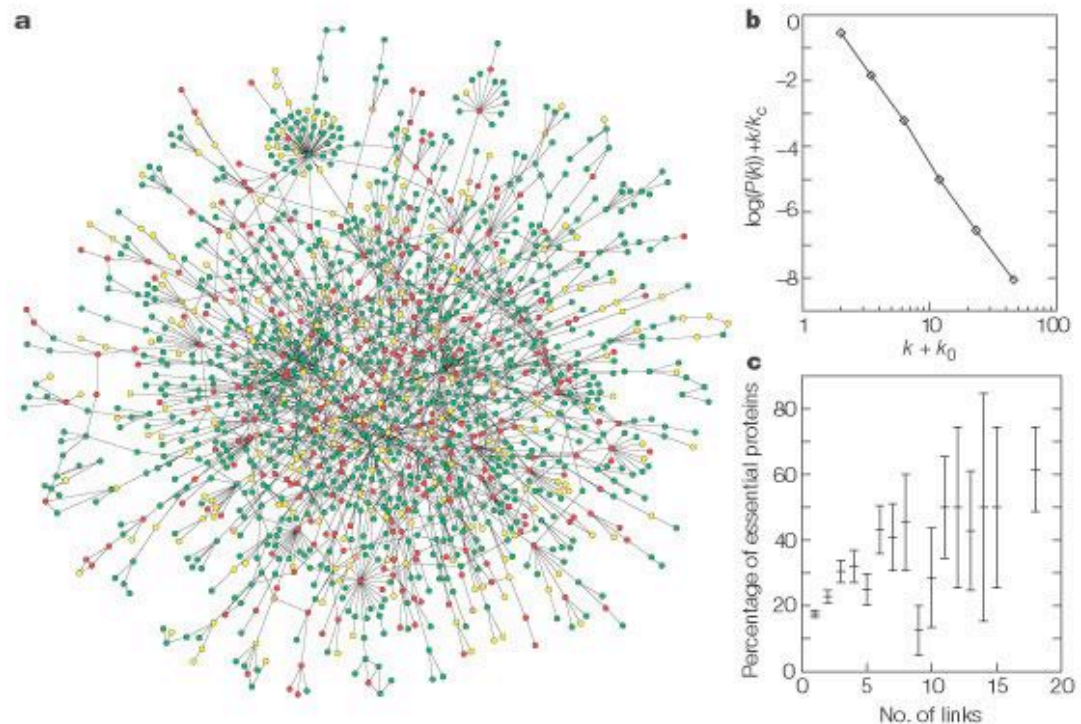 a
b
0
−2
−4
−6
−8
log(P(k))+k/kc
1
10
100
k + k0
c
80
60
40
20
0
Percentage of essential proteins
0
5
10
15
20
No. of links